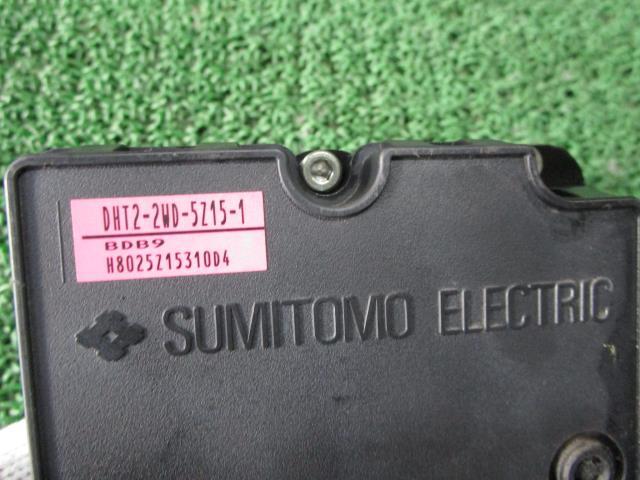 DHT2-2WD-5Z15-1
BDB9
H8025Z15310D4
SUMITOMO ELECTRIC